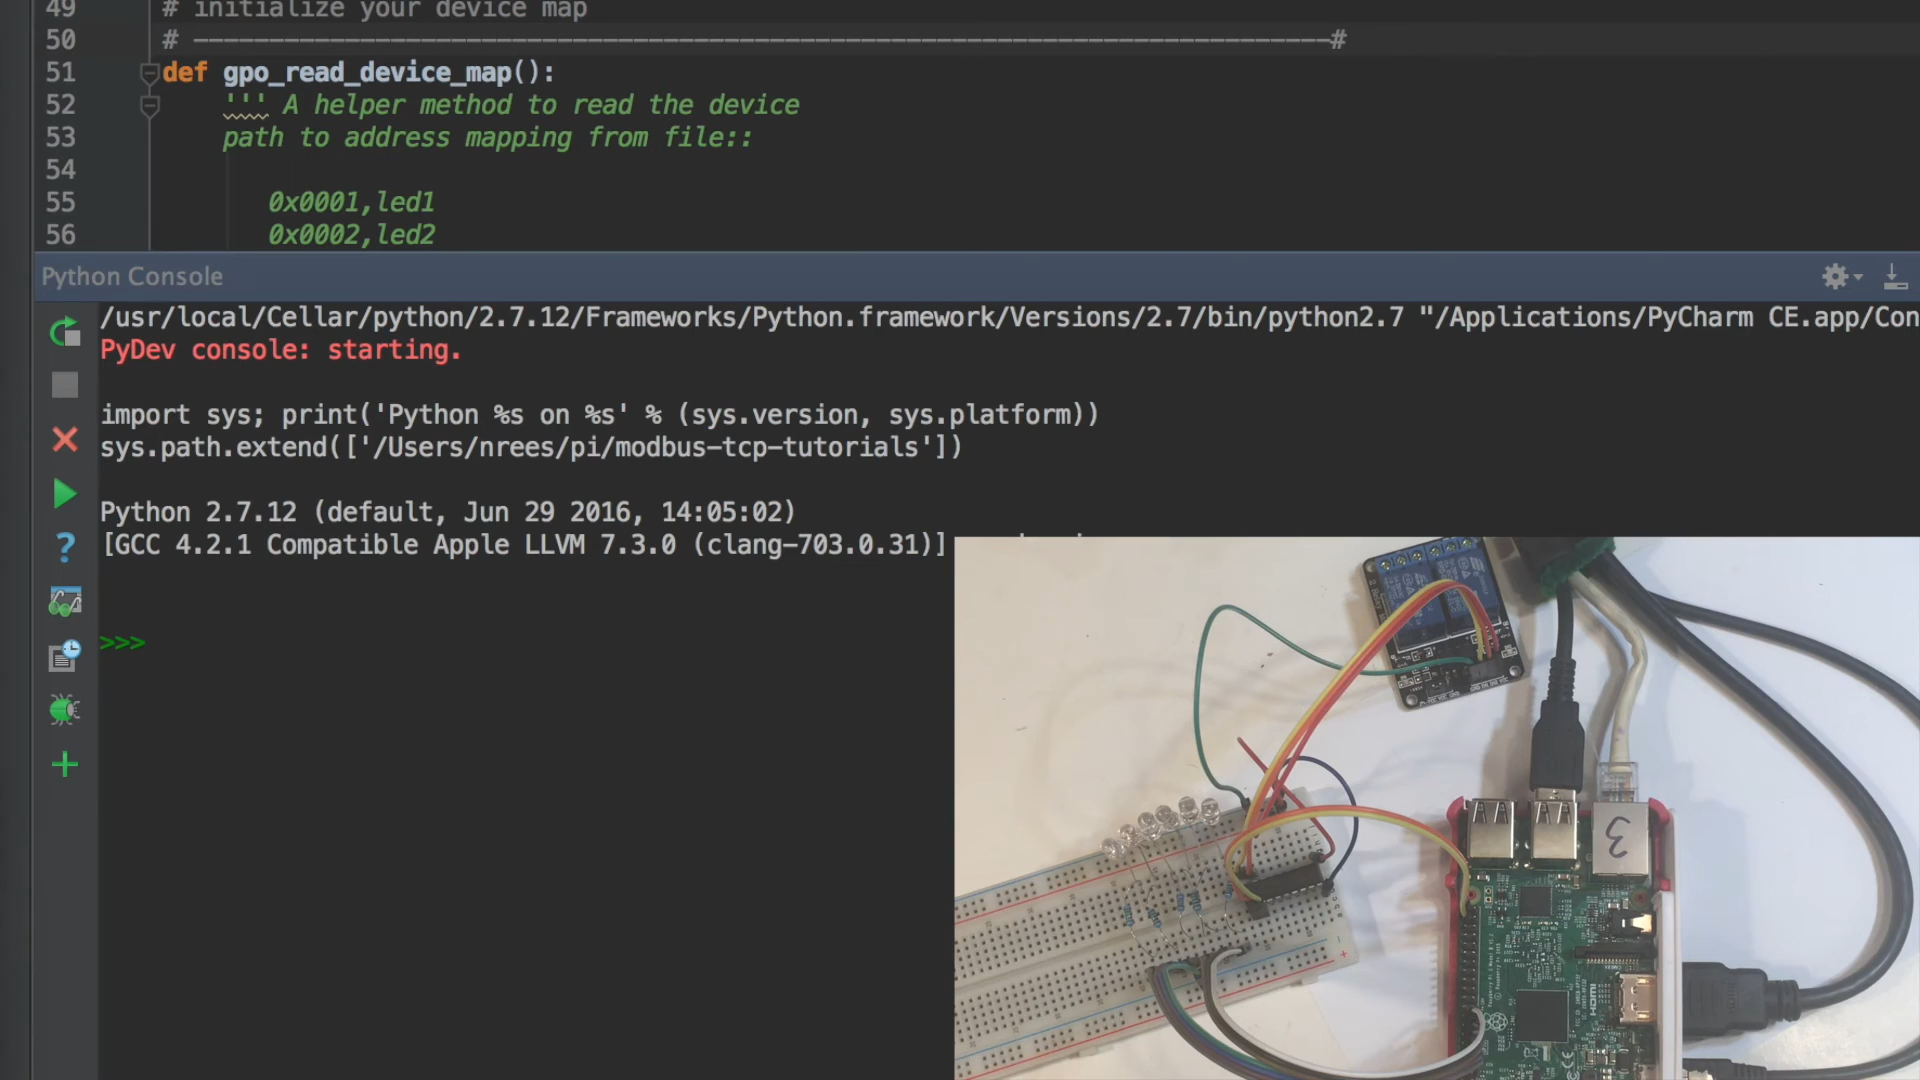 49 # initialize your device map
50 # ---------------------------------------------------------------------------#
51 def gpo_read_device_map():
52 ''' A helper method to read the device
53 path to address mapping from file::
54
55 0x0001,led1
56 0x0002,led2
Python Console
/usr/local/Cellar/python/2.7.12/Frameworks/Python.framework/Versions/2.7/bin/python2.7 "/Applications/PyCharm CE.app/Con
PyDev console: starting.
import sys; print('Python %s on %s' % (sys.version, sys.platform))
sys.path.extend(['/Users/nrees/pi/modbus-tcp-tutorials'])
Python 2.7.12 (default, Jun 29 2016, 14:05:02)
[GCC 4.2.1 Compatible Apple LLVM 7.3.0 (clang-703.0.31)]
>>>
3
HDMI